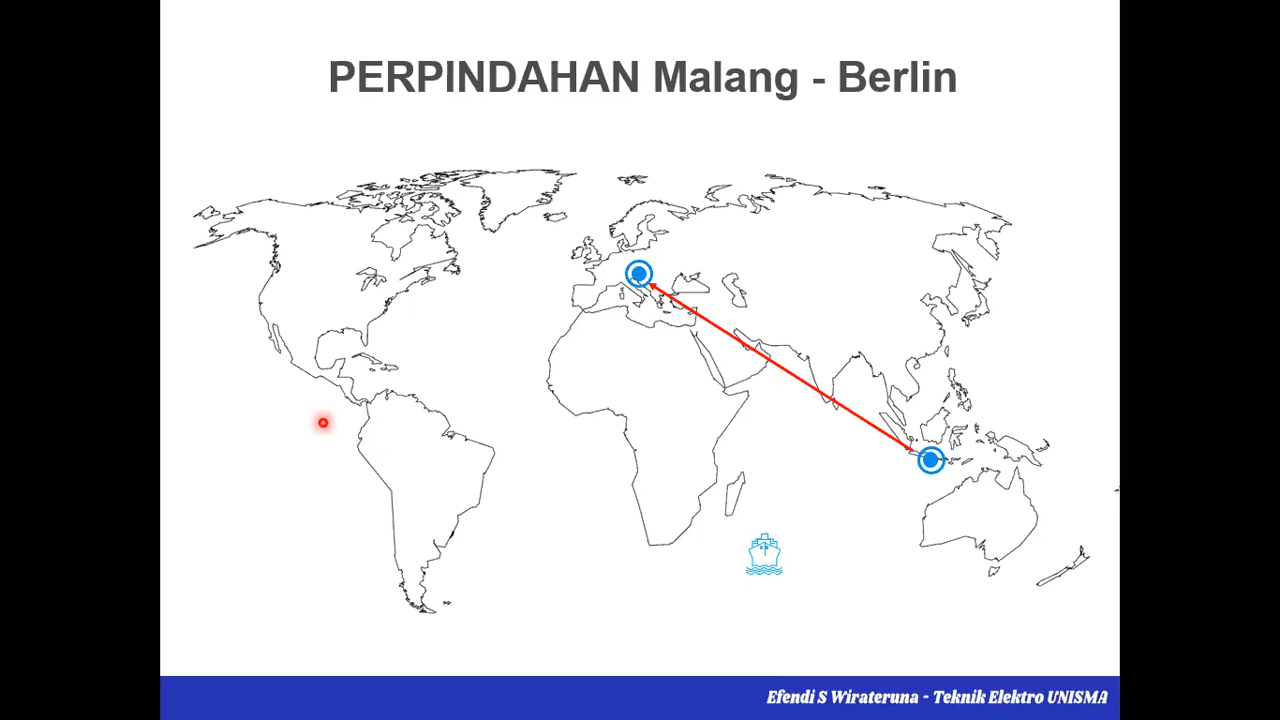 PERPINDAHAN Malang - Berlin
Efendi S Wirateruna - Teknik Elektro UNISMA